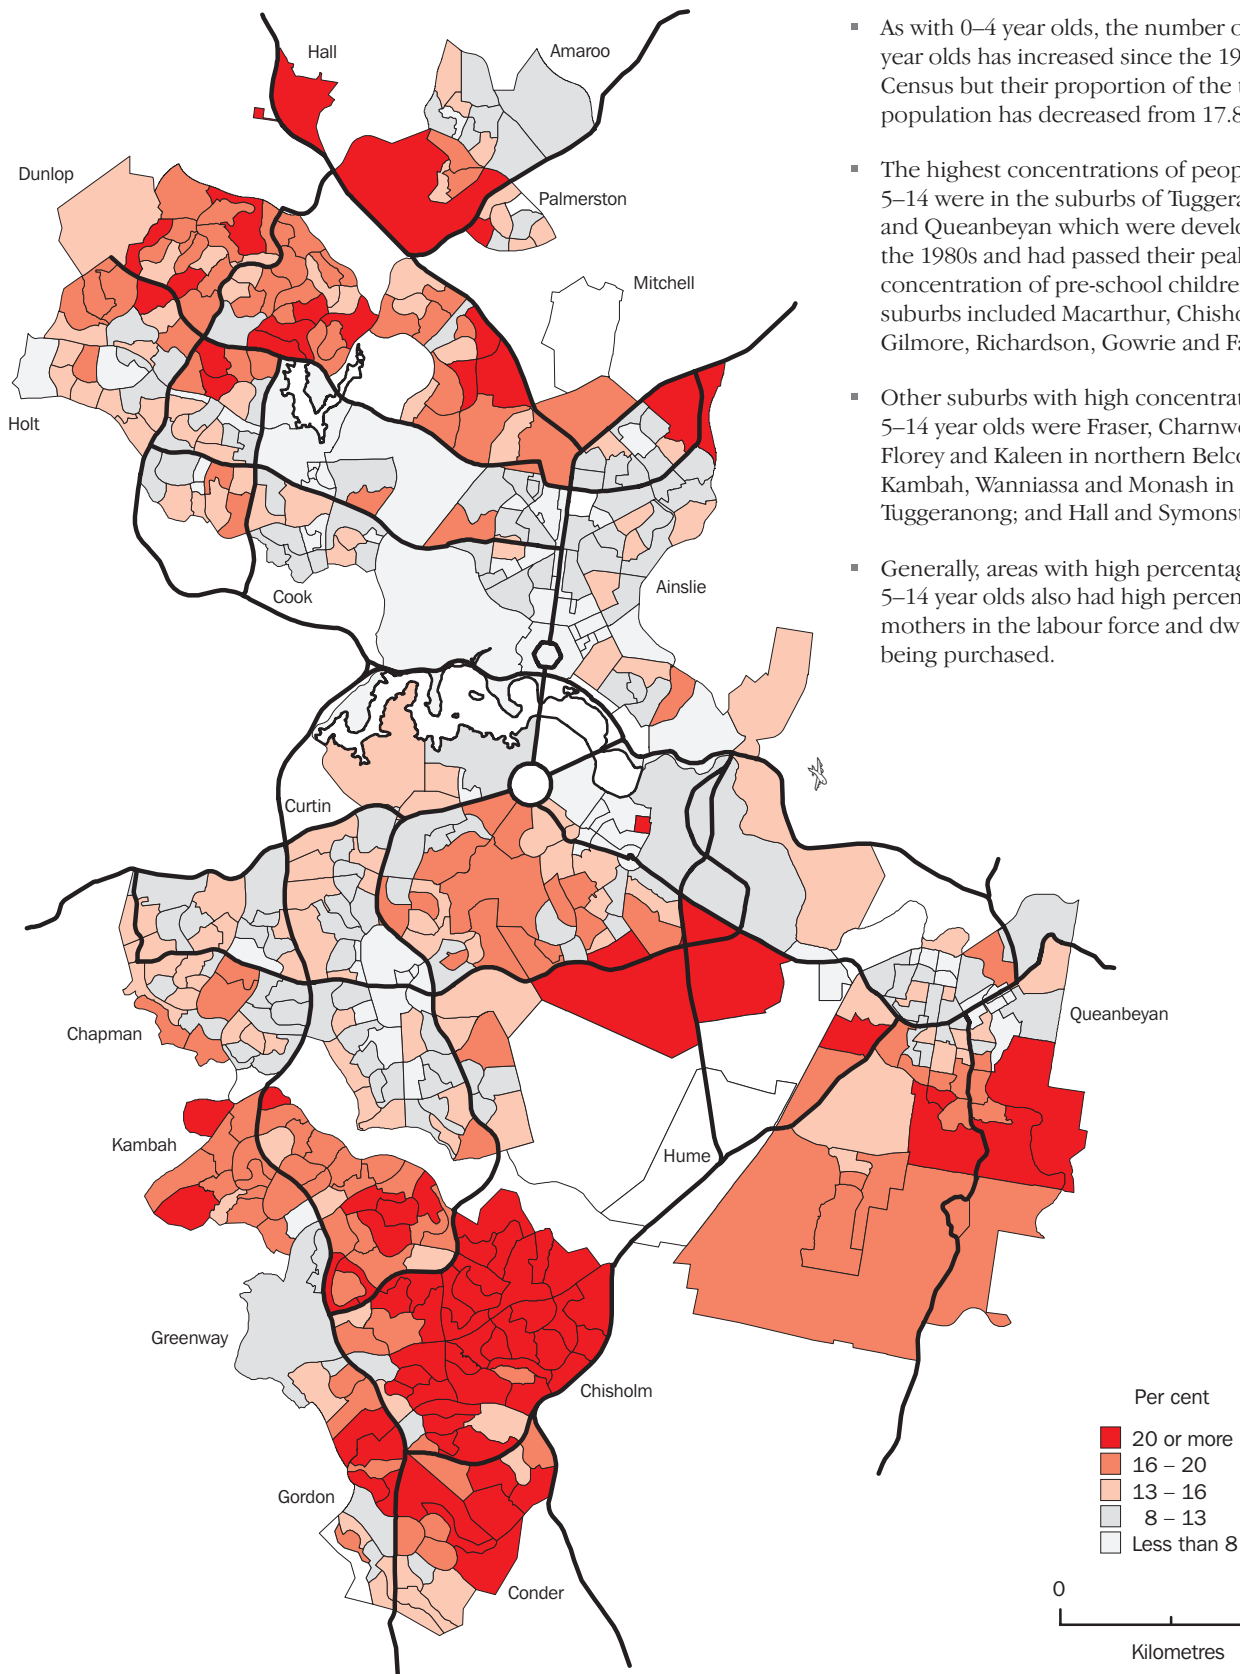 Hall
Amaroo
Dunlop
Palmerston
Mitchell
Holt
Cook
Ainslie
Curtin
Chapman
Queanbeyan
Kambah
Hume
Greenway
Chisholm
Gordon
Conder
▪ As with 0–4 year olds, the number o
year olds has increased since the 19
Census but their proportion of the t
population has decreased from 17.8
▪ The highest concentrations of peop
5–14 were in the suburbs of Tuggera
and Queanbeyan which were develo
the 1980s and had passed their peal
concentration of pre-school children
suburbs included Macarthur, Chisho
Gilmore, Richardson, Gowrie and Fa
▪ Other suburbs with high concentrat
5–14 year olds were Fraser, Charnwo
Florey and Kaleen in northern Belco
Kambah, Wanniassa and Monash in
Tuggeranong; and Hall and Symonst
▪ Generally, areas with high percentag
5–14 year olds also had high percen
mothers in the labour force and dw
being purchased.
Per cent
20 or more
16 – 20
13 – 16
8 – 13
Less than 8
0
Kilometres